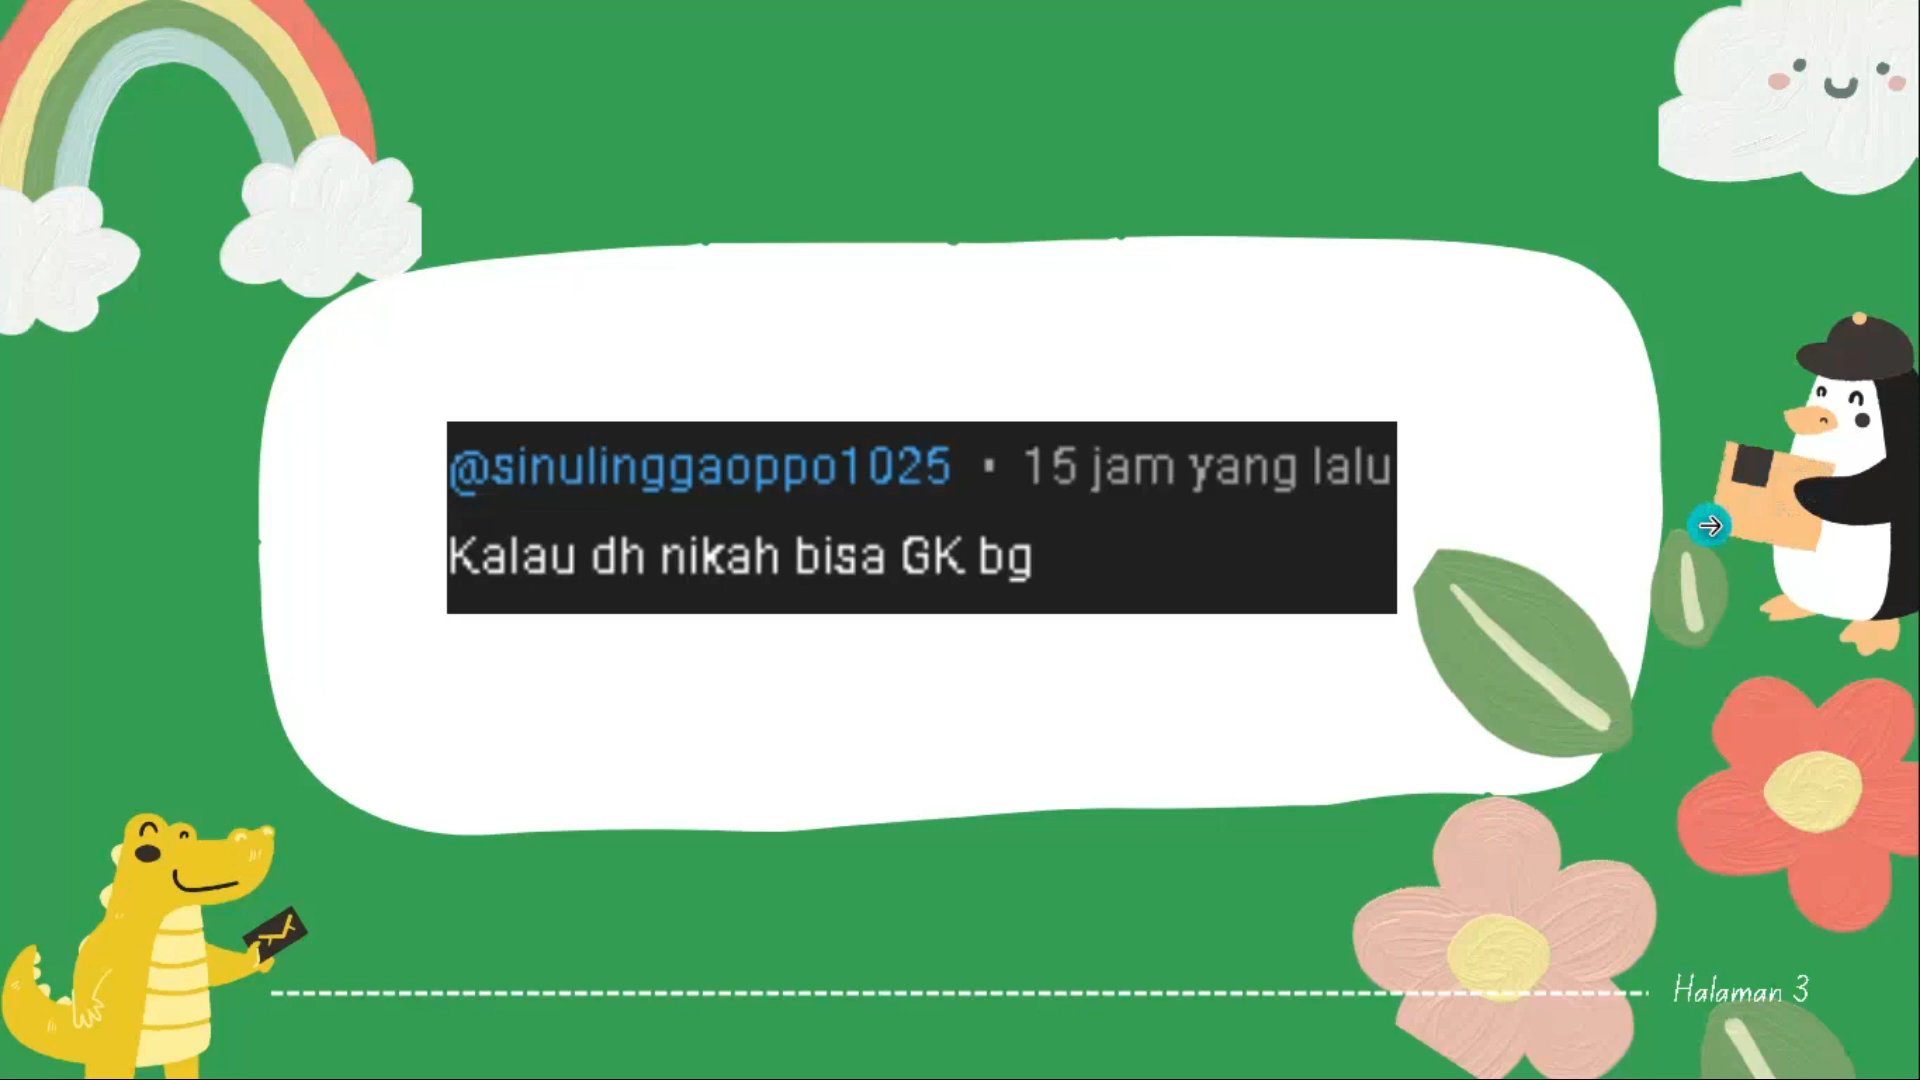 @sinulinggaoppo1025 · 15 jam yang lalu
Kalau dh nikah bisa GK bg
Halaman 3